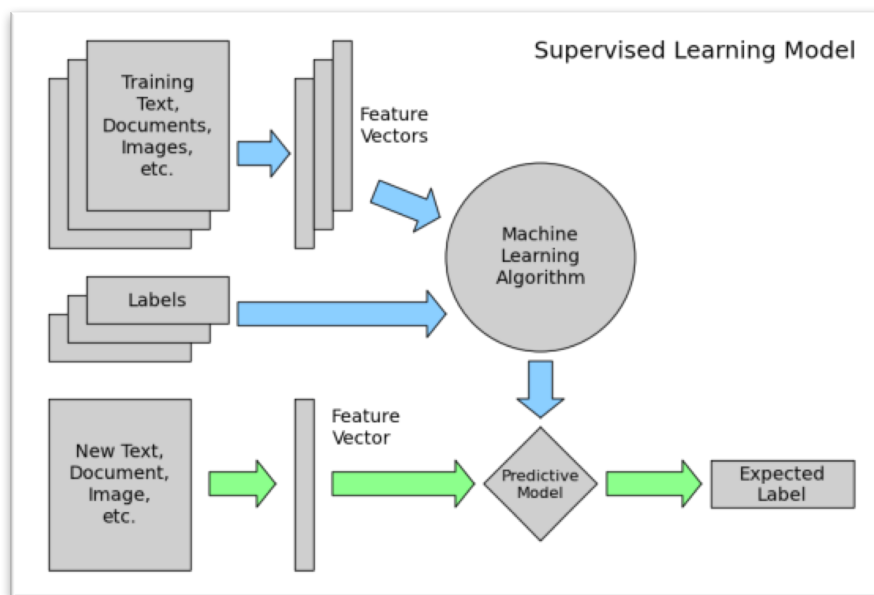 Supervised Learning Model
Training
Text,
Documents,
Images,
etc.
Feature
Vectors
Machine
Learning
Algorithm
Labels
New Text,
Document,
Image,
etc.
Feature
Vector
Predictive
Model
Expected
Label